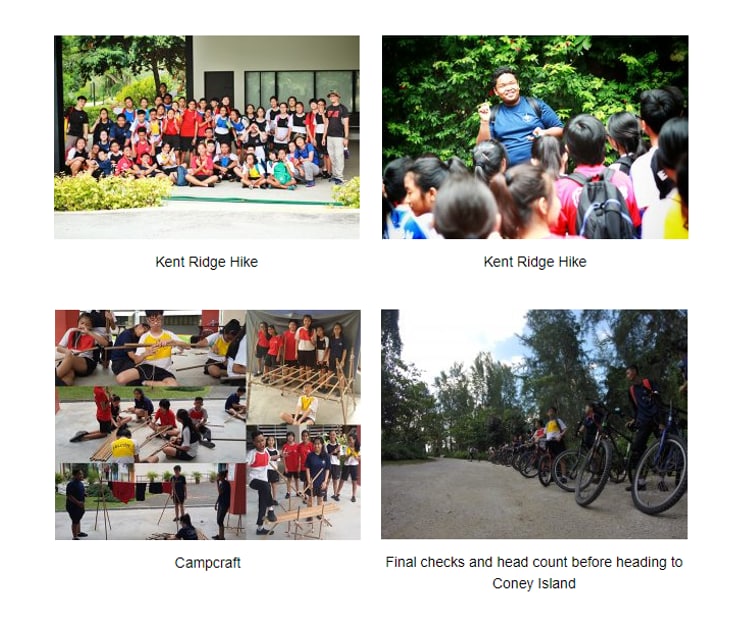 Kent Ridge Hike
Kent Ridge Hike
Campcraft
Final checks and head count before heading to
Coney Island